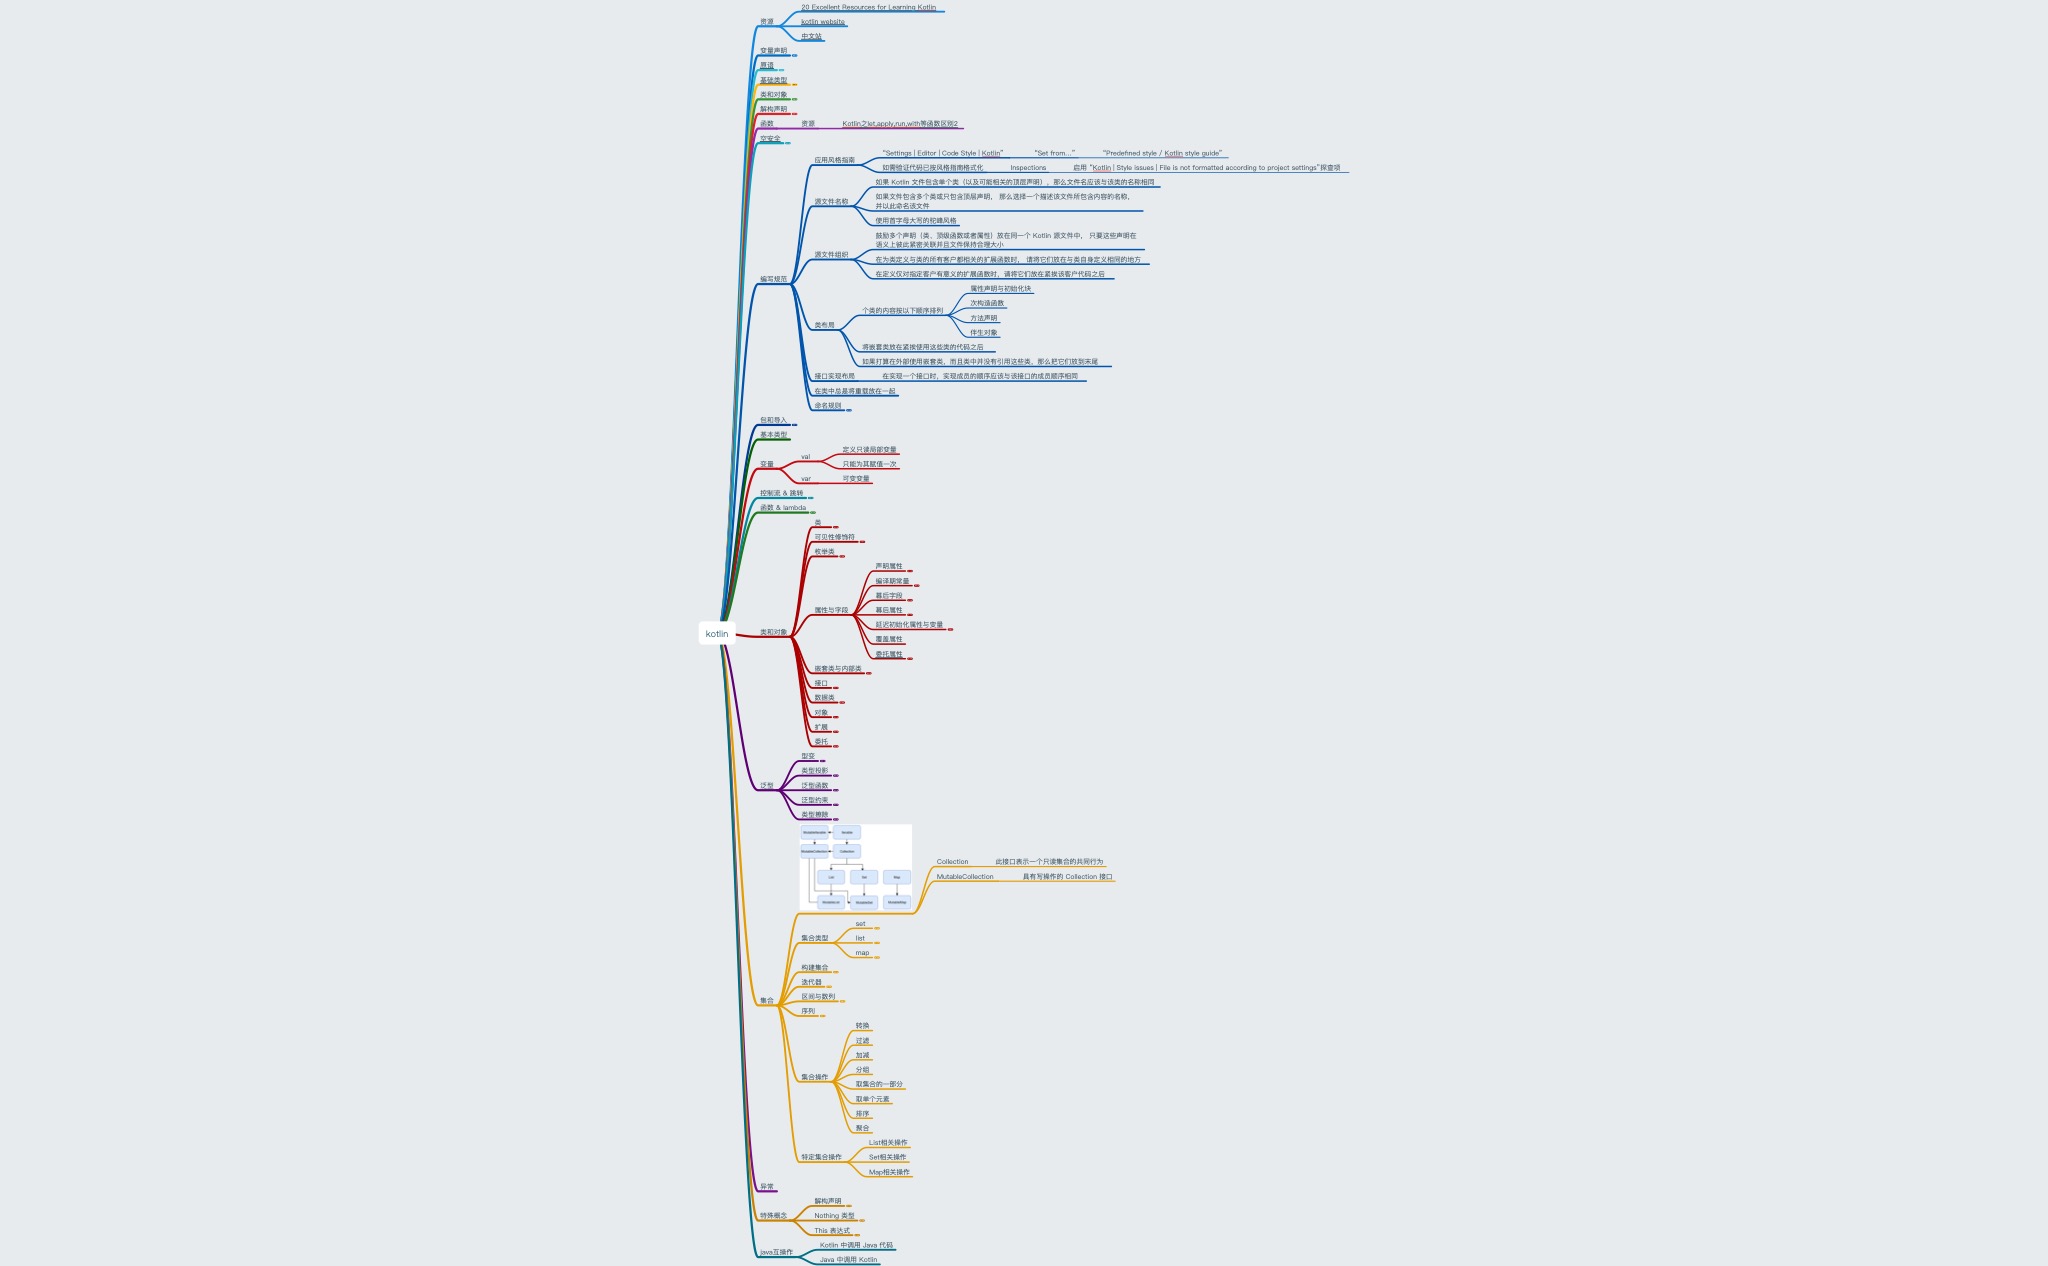 20 Excellent Resources for Learning Kotlin
资源
kotlin website
中文站
变量声明
原语
基础类型
类和对象
解构声明
函数
资源
Kotlin之let,apply,run,with等函数区别2
空安全
编写规范
应用风格指南
“Settings | Editor | Code Style | Kotlin”
“Set from...”
“Predefined style / Kotlin style guide”
如需验证代码已按风格指南格式化
Inspections
启用 “Kotlin | Style issues | File is not formatted according to project settings”探查项
源文件名称
如果 Kotlin 文件包含单个类（以及可能相关的顶层声明），那么文件名应该与该类的名称相同
如果文件包含多个类或只包含顶层声明， 那么选择一个描述该文件所包含内容的名称，
并以此命名该文件
使用首字母大写的驼峰风格
源文件组织
鼓励多个声明（类、顶级函数或者属性）放在同一个 Kotlin 源文件中， 只要这些声明在
语义上彼此紧密关联并且文件保持合理大小
在为类定义与类的所有客户都相关的扩展函数时， 请将它们放在与类自身定义相同的地方
在定义仅对指定客户有意义的扩展函数时，请将它们放在紧挨该客户代码之后
类布局
个类的内容按以下顺序排列
属性声明与初始化块
次构造函数
方法声明
伴生对象
将嵌套类放在紧挨使用这些类的代码之后
如果打算在外部使用嵌套类，而且类中并没有引用这些类，那么把它们放到末尾
接口实现布局
在实现一个接口时，实现成员的顺序应该与该接口的成员顺序相同
在类中总是将重载放在一起
命名规则
包和导入
基本类型
变量
val
定义只读局部变量
只能为其赋值一次
var
可变变量
控制流 & 跳转
函数 & lambda
kotlin
类和对象
类
可见性修饰符
枚举类
属性与字段
声明属性
编译期常量
幕后字段
幕后属性
延迟初始化属性与变量
覆盖属性
委托属性
嵌套类与内部类
接口
数据类
对象
扩展
委托
泛型
型变
类型投影
泛型函数
泛型约束
类型擦除
集合
MutableIterable
Iterable
MutableCollection
Collection
List
Set
Map
MutableList
MutableSet
MutableMap
Collection
此接口表示一个只读集合的共同行为
MutableCollection
具有写操作的 Collection 接口
集合类型
set
list
map
构建集合
迭代器
区间与数列
序列
集合操作
转换
过滤
加减
分组
取集合的一部分
取单个元素
排序
聚合
特定集合操作
List相关操作
Set相关操作
Map相关操作
异常
特殊概念
解构声明
Nothing 类型
This 表达式
java互操作
Kotlin 中调用 Java 代码
Java 中调用 Kotlin